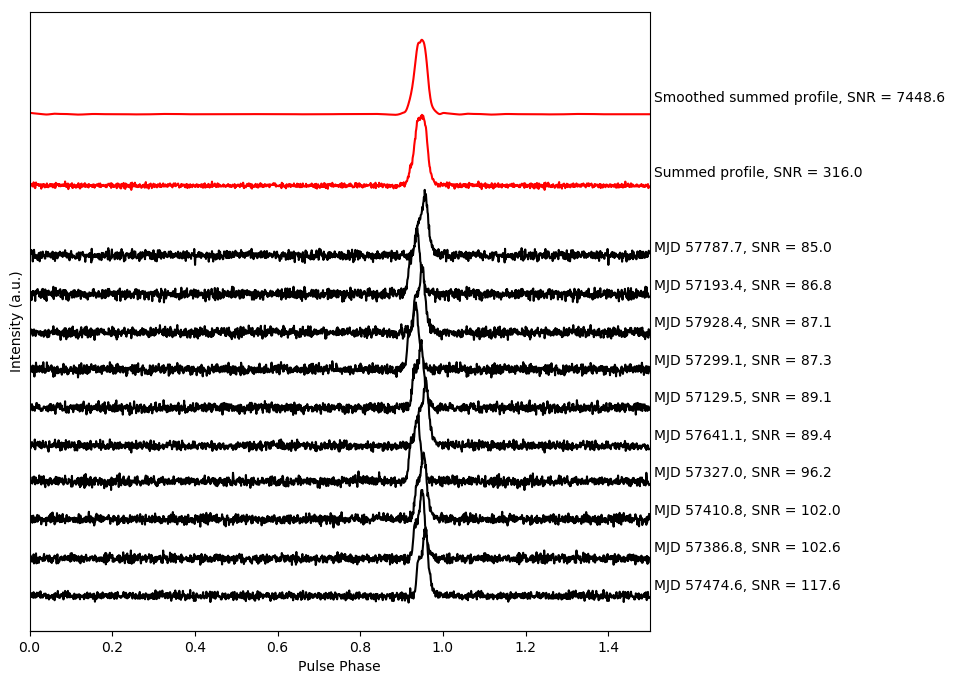 Smoothed summed profile, SNR = 7448.6
Summed profile, SNR = 316.0
MJD 57787.7, SNR = 85.0
MJD 57193.4, SNR = 86.8
MJD 57928.4, SNR = 87.1
MJD 57299.1, SNR = 87.3
MJD 57129.5, SNR = 89.1
MJD 57641.1, SNR = 89.4
MJD 57327.0, SNR = 96.2
MJD 57410.8, SNR = 102.0
MJD 57386.8, SNR = 102.6
MJD 57474.6, SNR = 117.6
Intensity (a.u.)
0.0 0.2 0.4 0.6 0.8 1.0 1.2 1.4
Pulse Phase